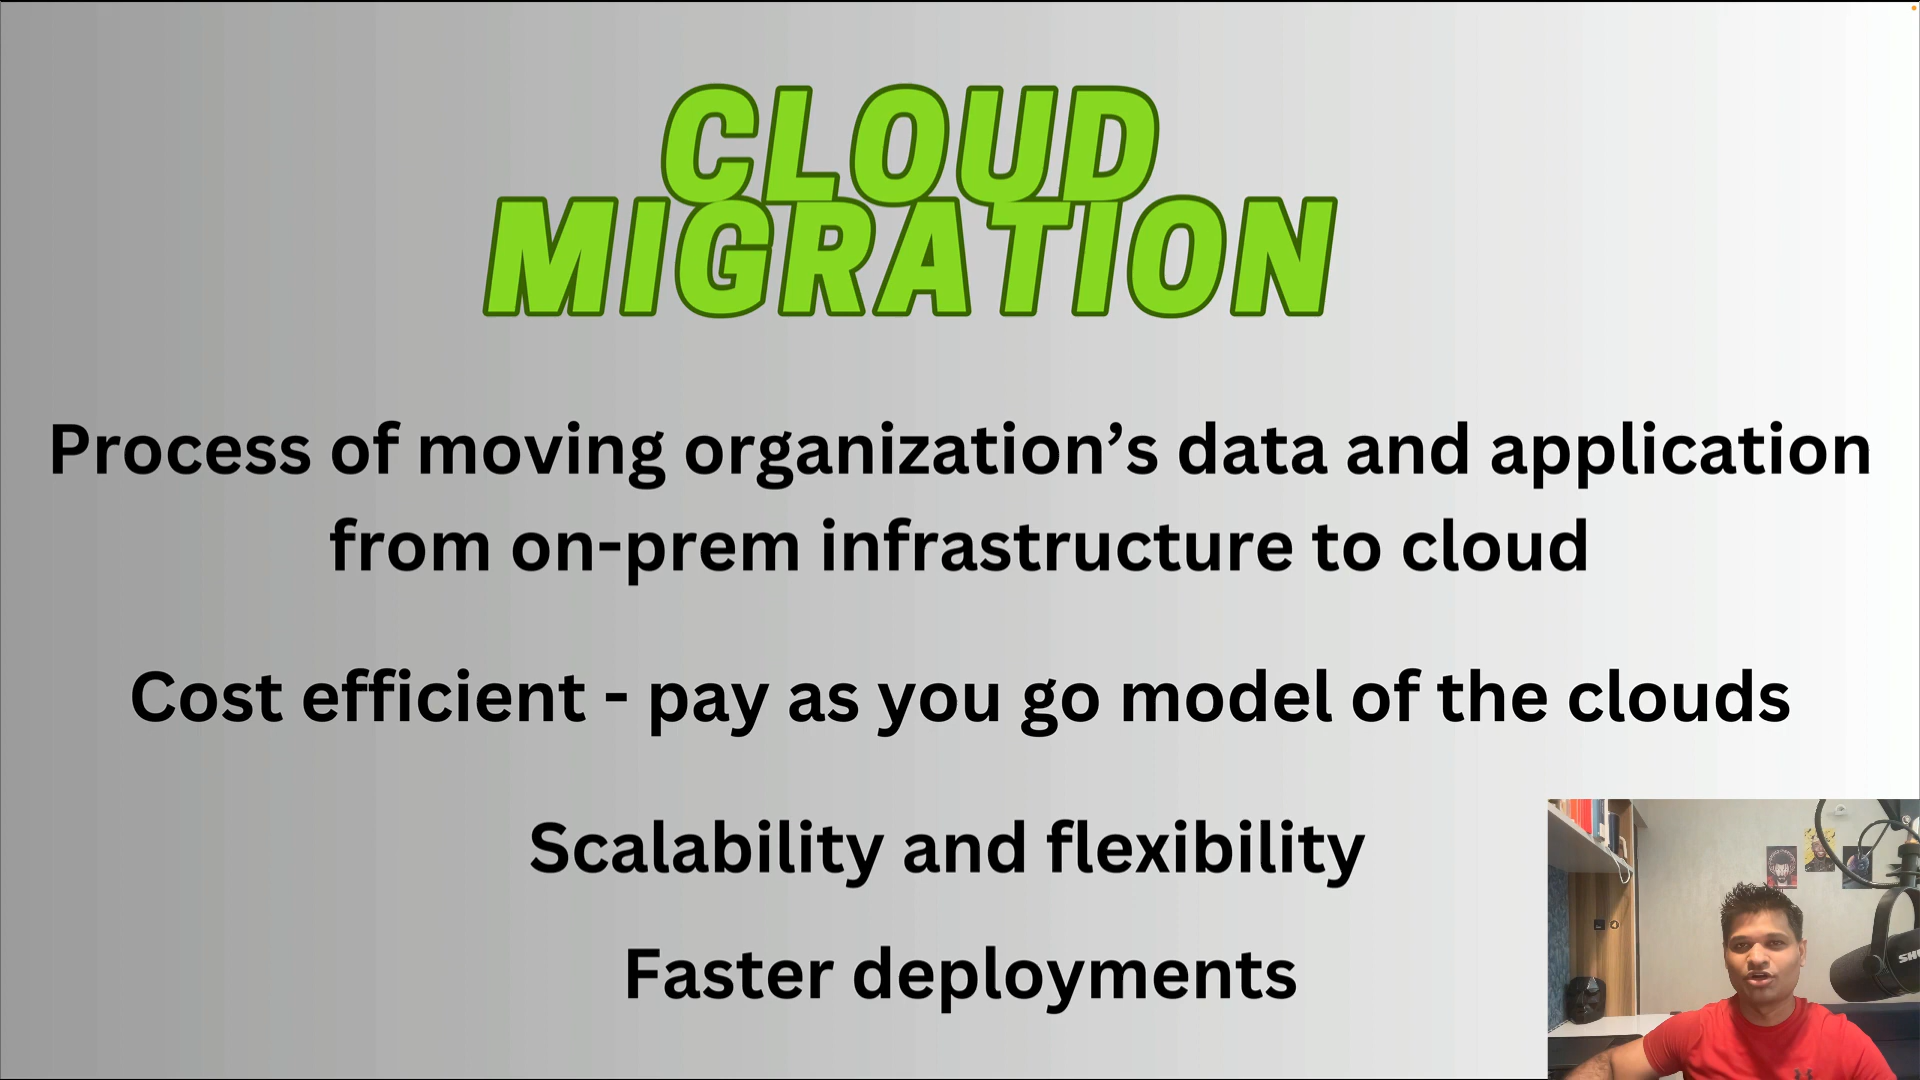 CLOUD
MIGRATION
Process of moving organization’s data and application
from on-prem infrastructure to cloud
Cost efficient - pay as you go model of the clouds
Scalability and flexibility
Faster deployments